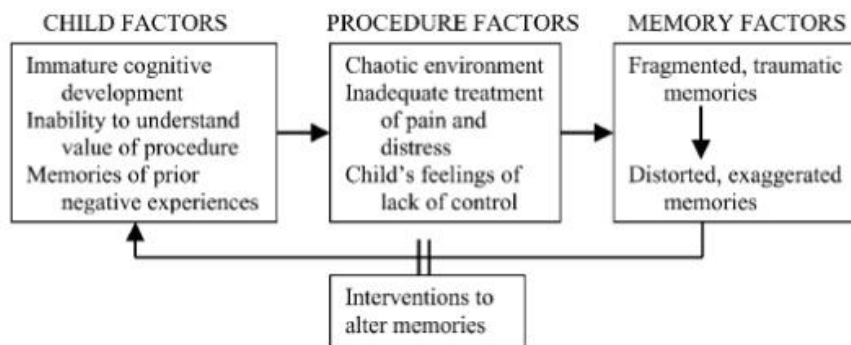 CHILD FACTORS
Immature cognitive
development
Inability to understand
value of procedure
Memories of prior
negative experiences
PROCEDURE FACTORS
Chaotic environment
Inadequate treatment
of pain and
distress
Child's feelings of
lack of control
MEMORY FACTORS
Fragmented, traumatic
memories
Distorted, exaggerated
memories
Interventions to
alter memories